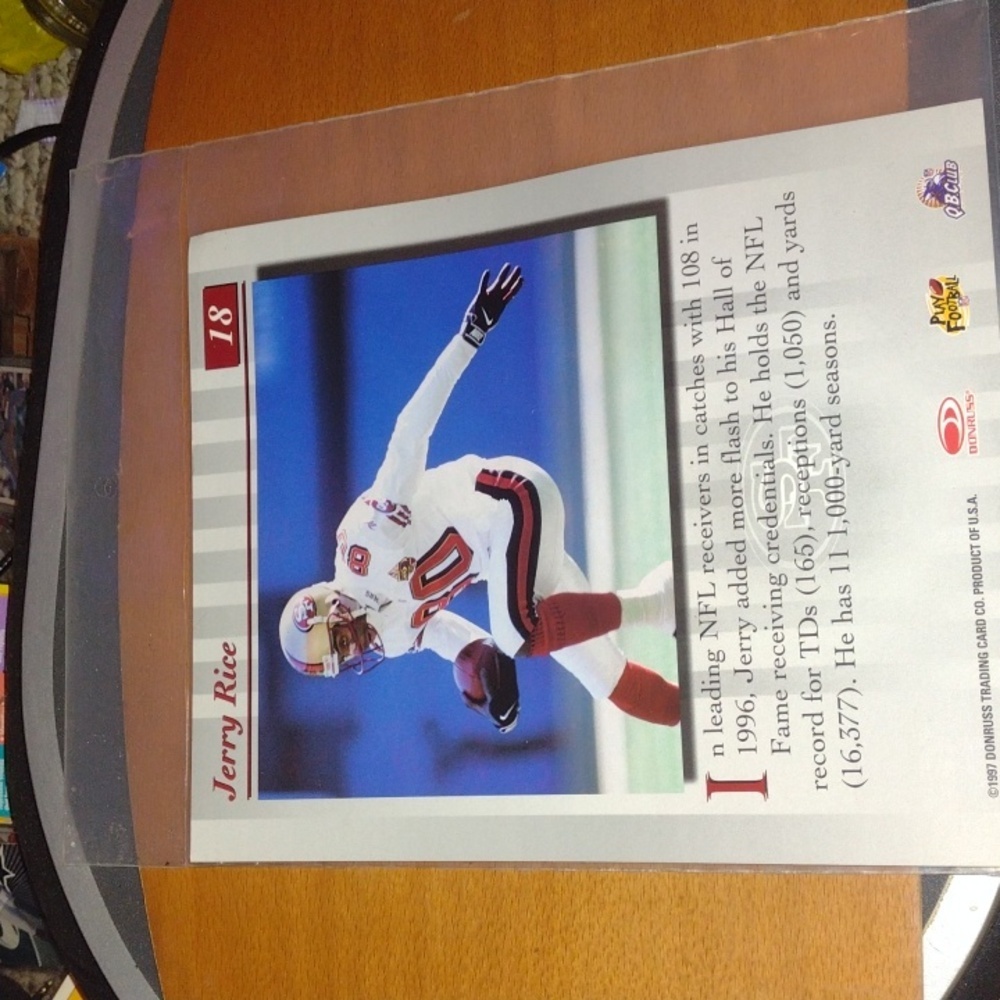 Jerry Rice
18
In leading NFL receivers in catches with 108 in
1996, Jerry added more flash to his Hall of
Fame receiving credentials. He holds the NFL
record for TDs (165), receptions (1,050) and yards
(16,377). He has 11 1,000-yard seasons.
©1997 DONRUSS TRADING CARD CO. PRODUCT OF U.S.A.
DONRUSS
PLAY FOOTBALL
QB CLUB
80
8